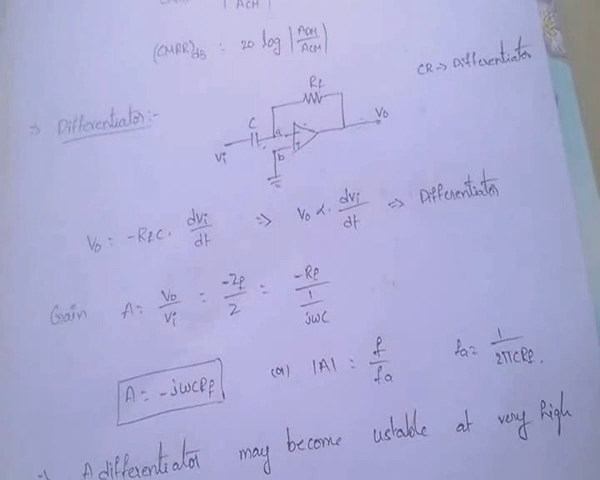 | ACM |
(CMRR)dB : 20 log |ADM/ACM|
CR => Differentiator
=> Differentiator:-
Rf
C
a
Vo
Vi
b
Vo = -RfC. dVi/dt => Vo α. dVi/dt => Differentiator
Gain A = Vo/Vi = -Zf/Z = -Rf/(1/jωC)
A = -jωCRf (or) |A| = f/fa fa = 1/2πCRf.
=> A differentiator may become ustable at very high